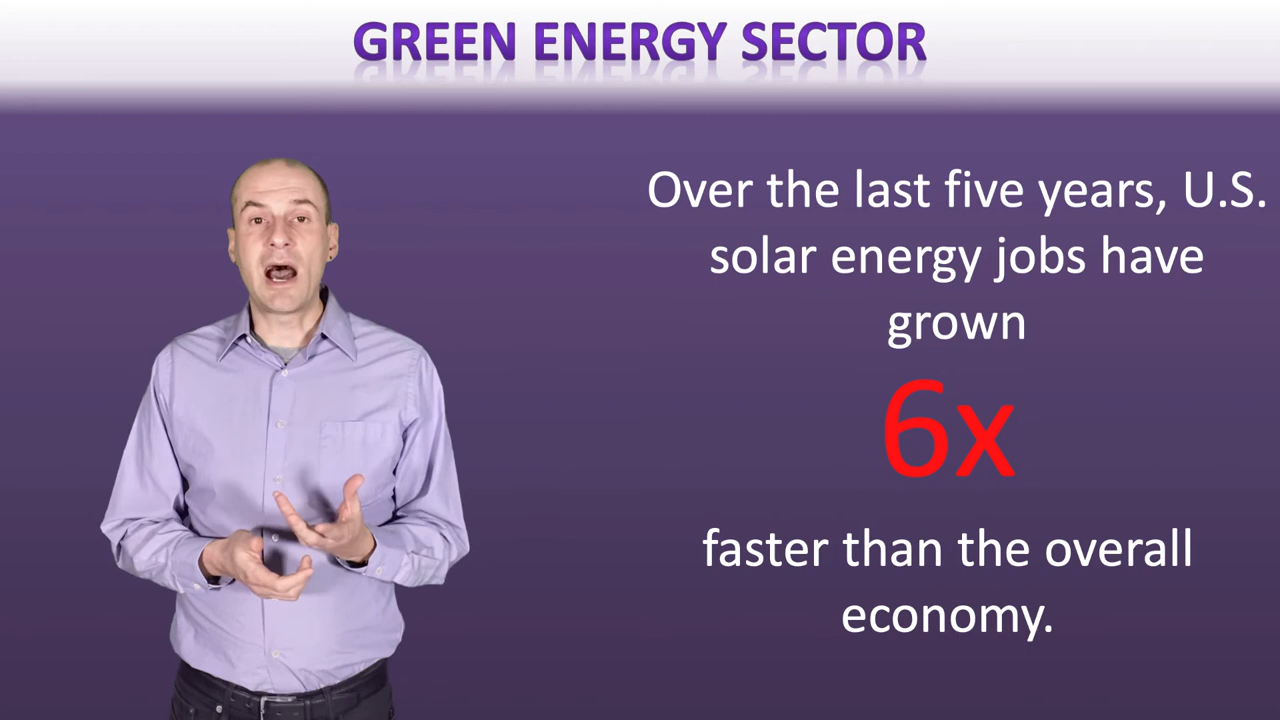 GREEN ENERGY SECTOR
Over the last five years, U.S.
solar energy jobs have
grown
6x
faster than the overall
economy.